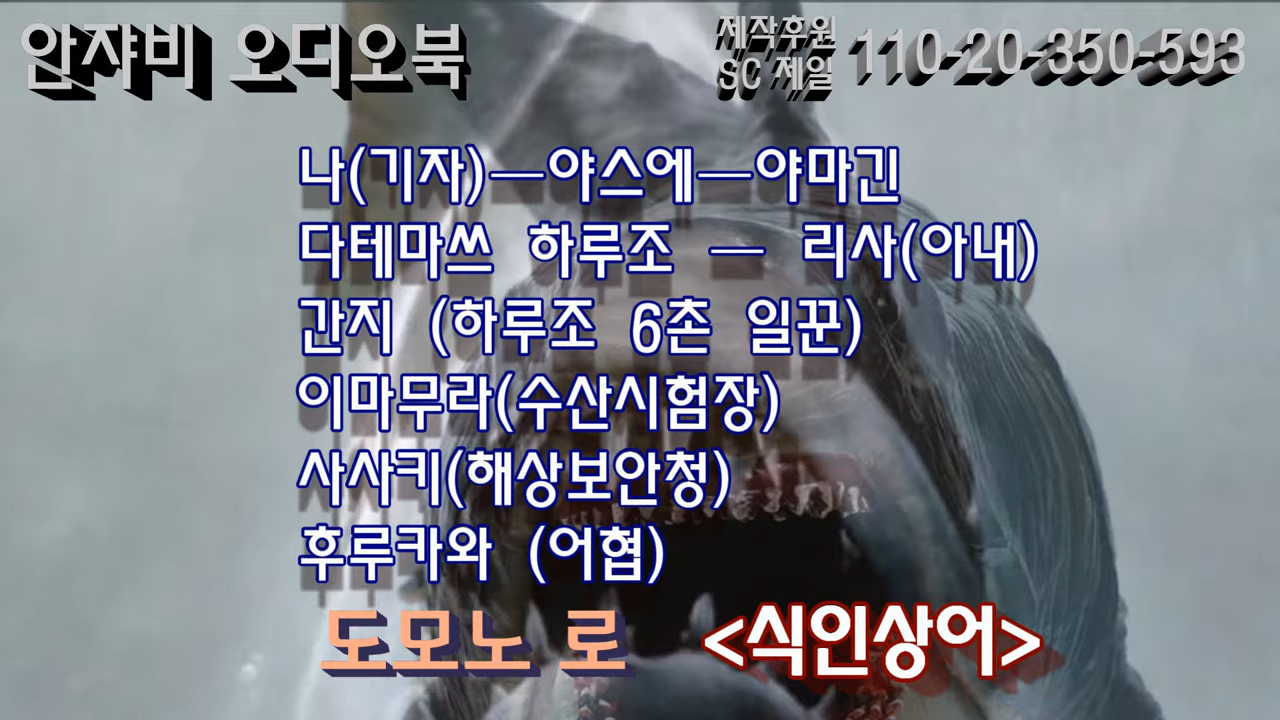 안쟈비 오디오북
제작후원
SC 제일 110-20-350-593
나(기자)—야스에—야마긴
다테마쓰 하루조 — 리사(아내)
간지 (하루조 6촌 일꾼)
이마무라(수산시험장)
사사키(해상보안청)
후루카와 (어협)
도모노 로 <식인상어>